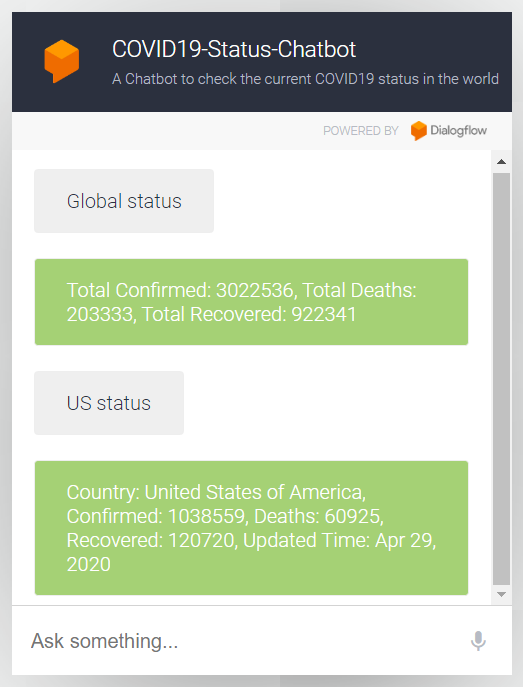 COVID19-Status-Chatbot
A Chatbot to check the current COVID19 status in the world
POWERED BY Dialogflow
Global status
Total Confirmed: 3022536, Total Deaths:
203333, Total Recovered: 922341
US status
Country: United States of America,
Confirmed: 1038559, Deaths: 60925,
Recovered: 120720, Updated Time: Apr 29,
2020
Ask something...